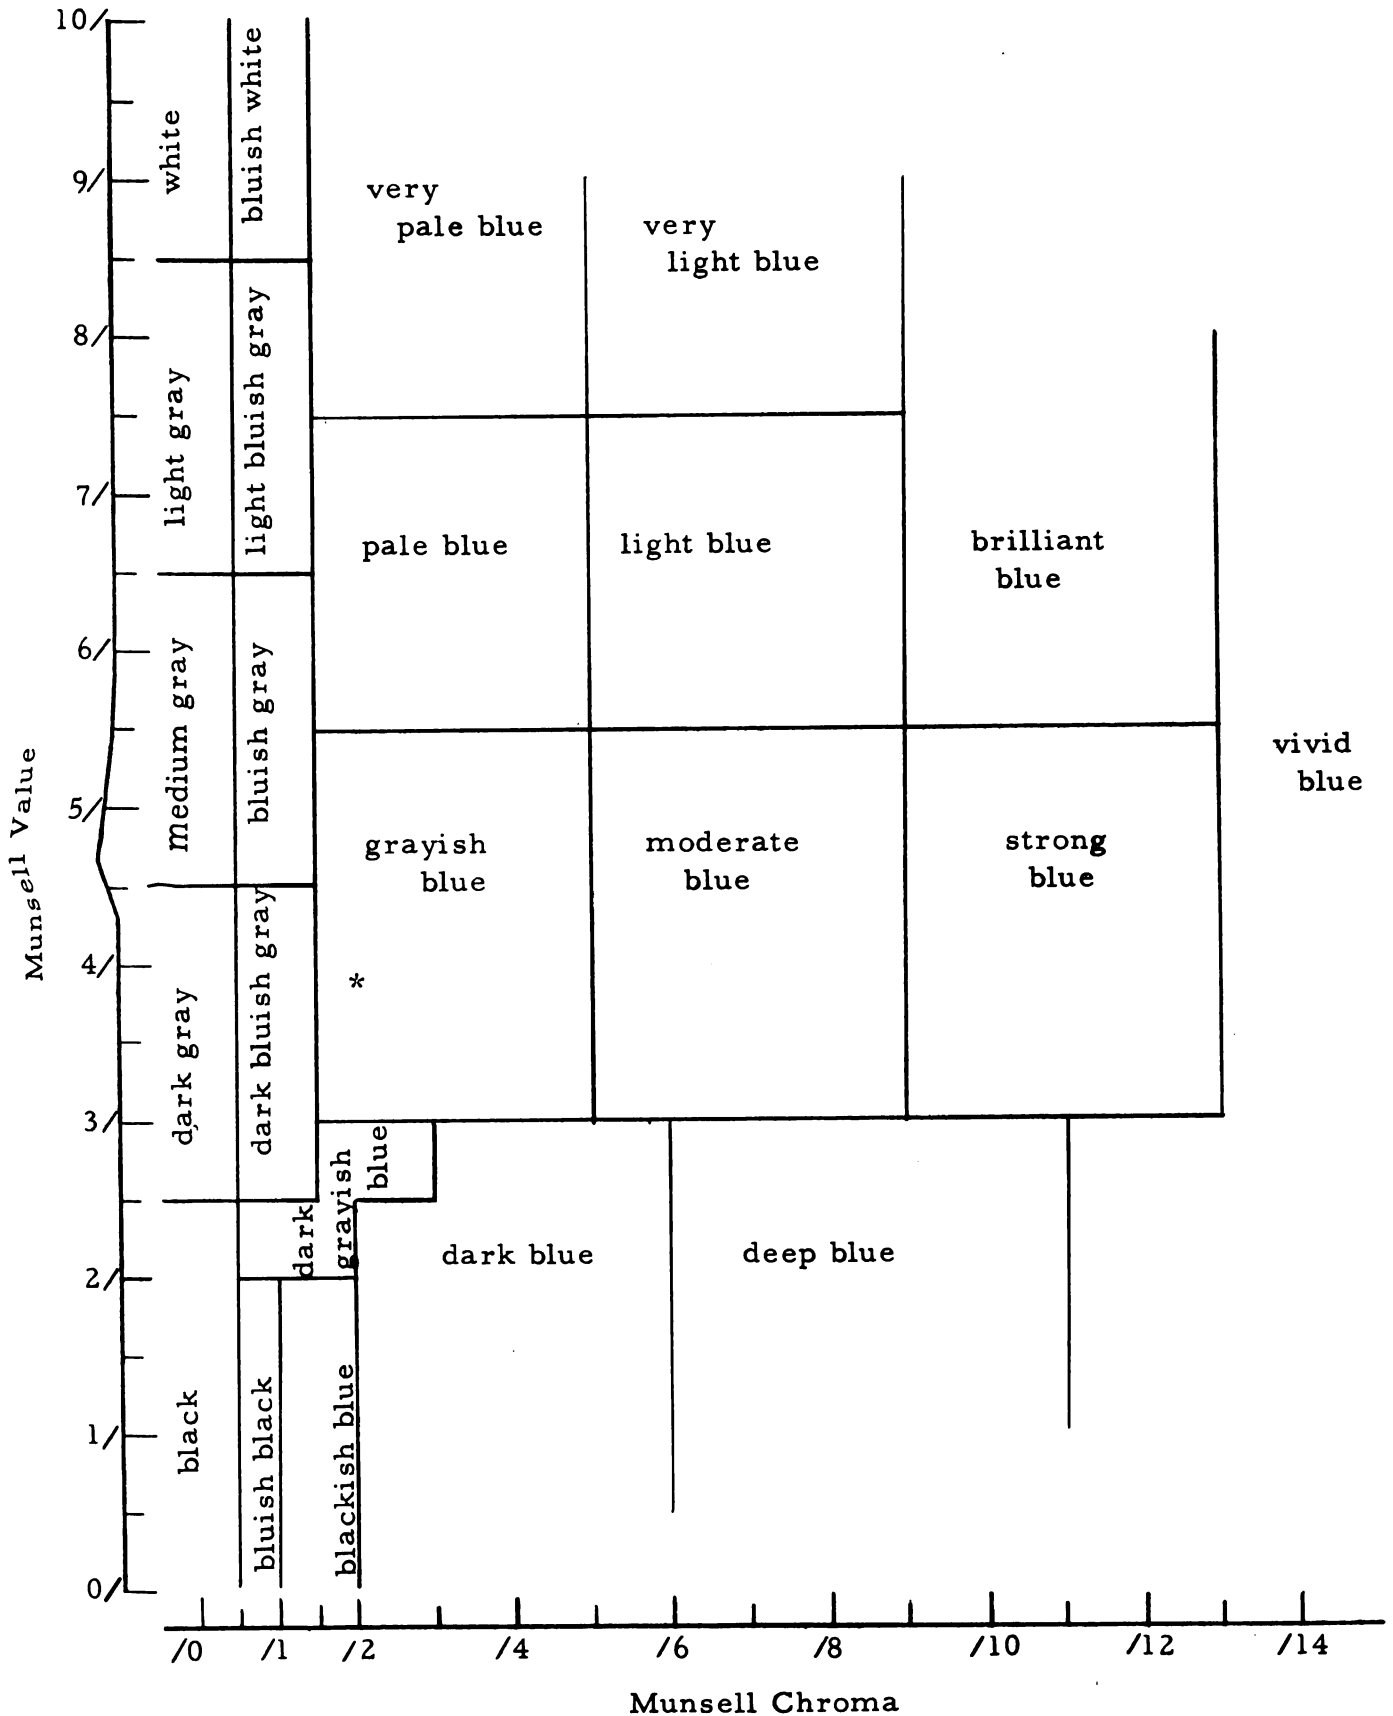 10/
9/
8/
7/
6/
5/
4/
3/
2/
1/
0/
Munsell Value
white
bluish white
light gray
light bluish gray
medium gray
bluish gray
dark gray
dark bluish gray
black
bluish black
blackish blue
dark
grayish
blue
very
pale blue
very
light blue
pale blue
light blue
brilliant
blue
vivid
blue
grayish
blue
moderate
blue
strong
blue
*
dark blue
deep blue
/0 /1 /2 /4 /6 /8 /10 /12 /14
Munsell Chroma